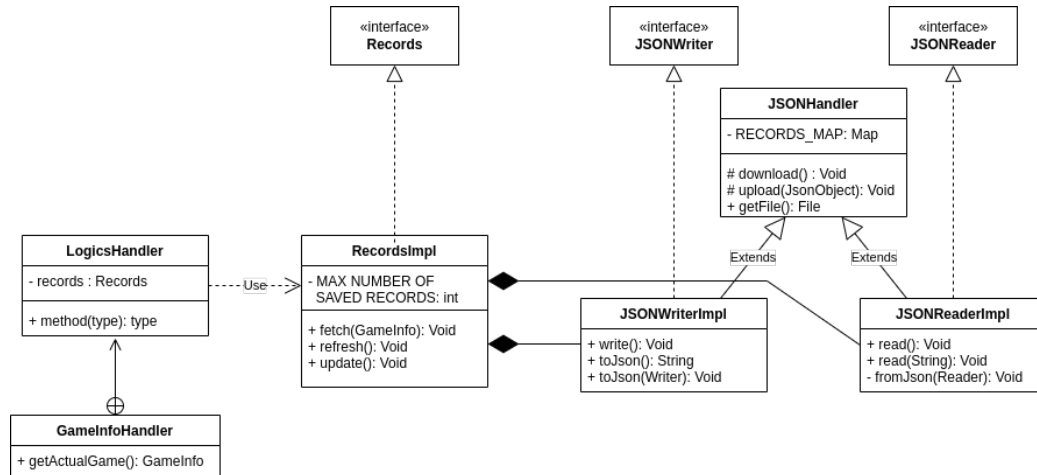 «interface»
Records
«interface»
JSONWriter
«interface»
JSONReader
JSONHandler
- RECORDS_MAP: Map
# download() : Void
# upload(JsonObject): Void
+ getFile(): File
Extends
Extends
LogicsHandler
- records : Records
+ method(type): type
Use
RecordsImpl
- MAX NUMBER OF
SAVED RECORDS: int
+ fetch(GameInfo): Void
+ refresh(): Void
+ update(): Void
JSONWriterImpl
+ write(): Void
+ toJson(): String
+ toJson(Writer): Void
JSONReaderImpl
+ read(): Void
+ read(String): Void
- fromJson(Reader): Void
GameInfoHandler
+ getActualGame(): GameInfo